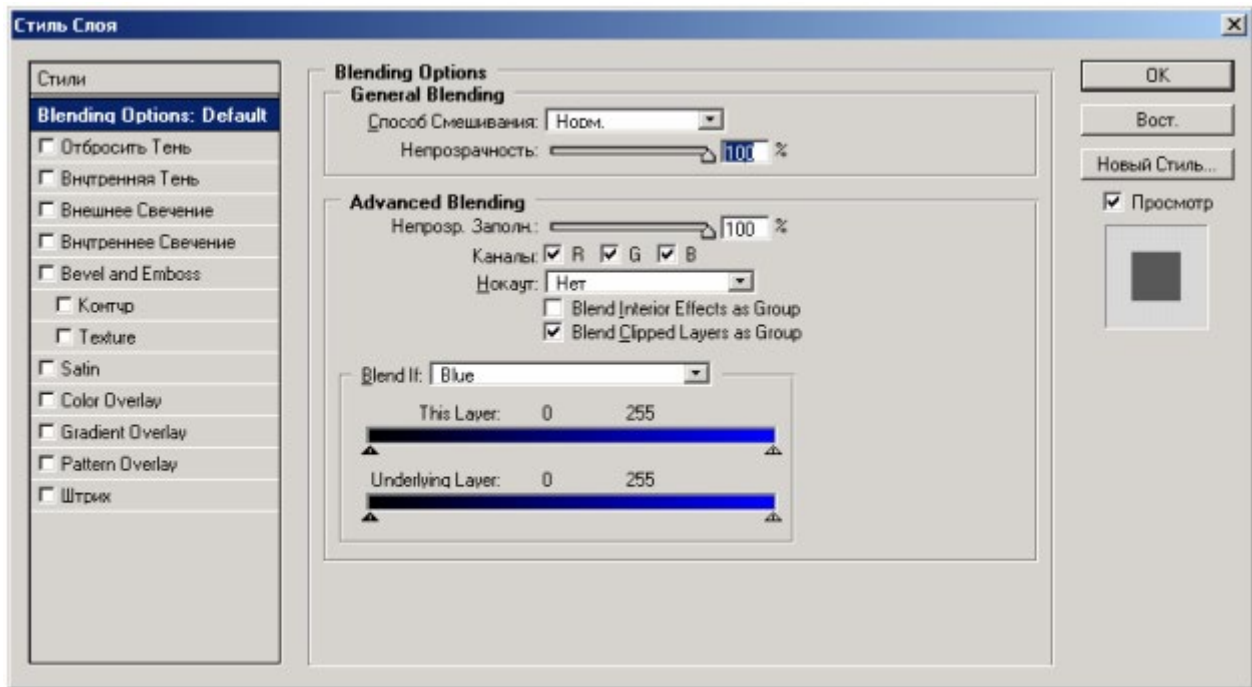 Стиль Слоя
Стили
Blending Options: Default
Отбросить Тень
Внутренняя Тень
Внешнее Свечение
Внутреннее Свечение
Bevel and Emboss
Контур
Texture
Satin
Color Overlay
Gradient Overlay
Pattern Overlay
Штрих
Blending Options
General Blending
Способ Смешивания: Норм.
Непрозрачность: 100 %
Advanced Blending
Непрозр. Заполн.: 100 %
Каналы: R G B
Нокаут: Нет
Blend Interior Effects as Group
Blend Clipped Layers as Group
Blend If: Blue
This Layer: 0 255
Underlying Layer: 0 255
OK
Вост.
Новый Стиль...
Просмотр